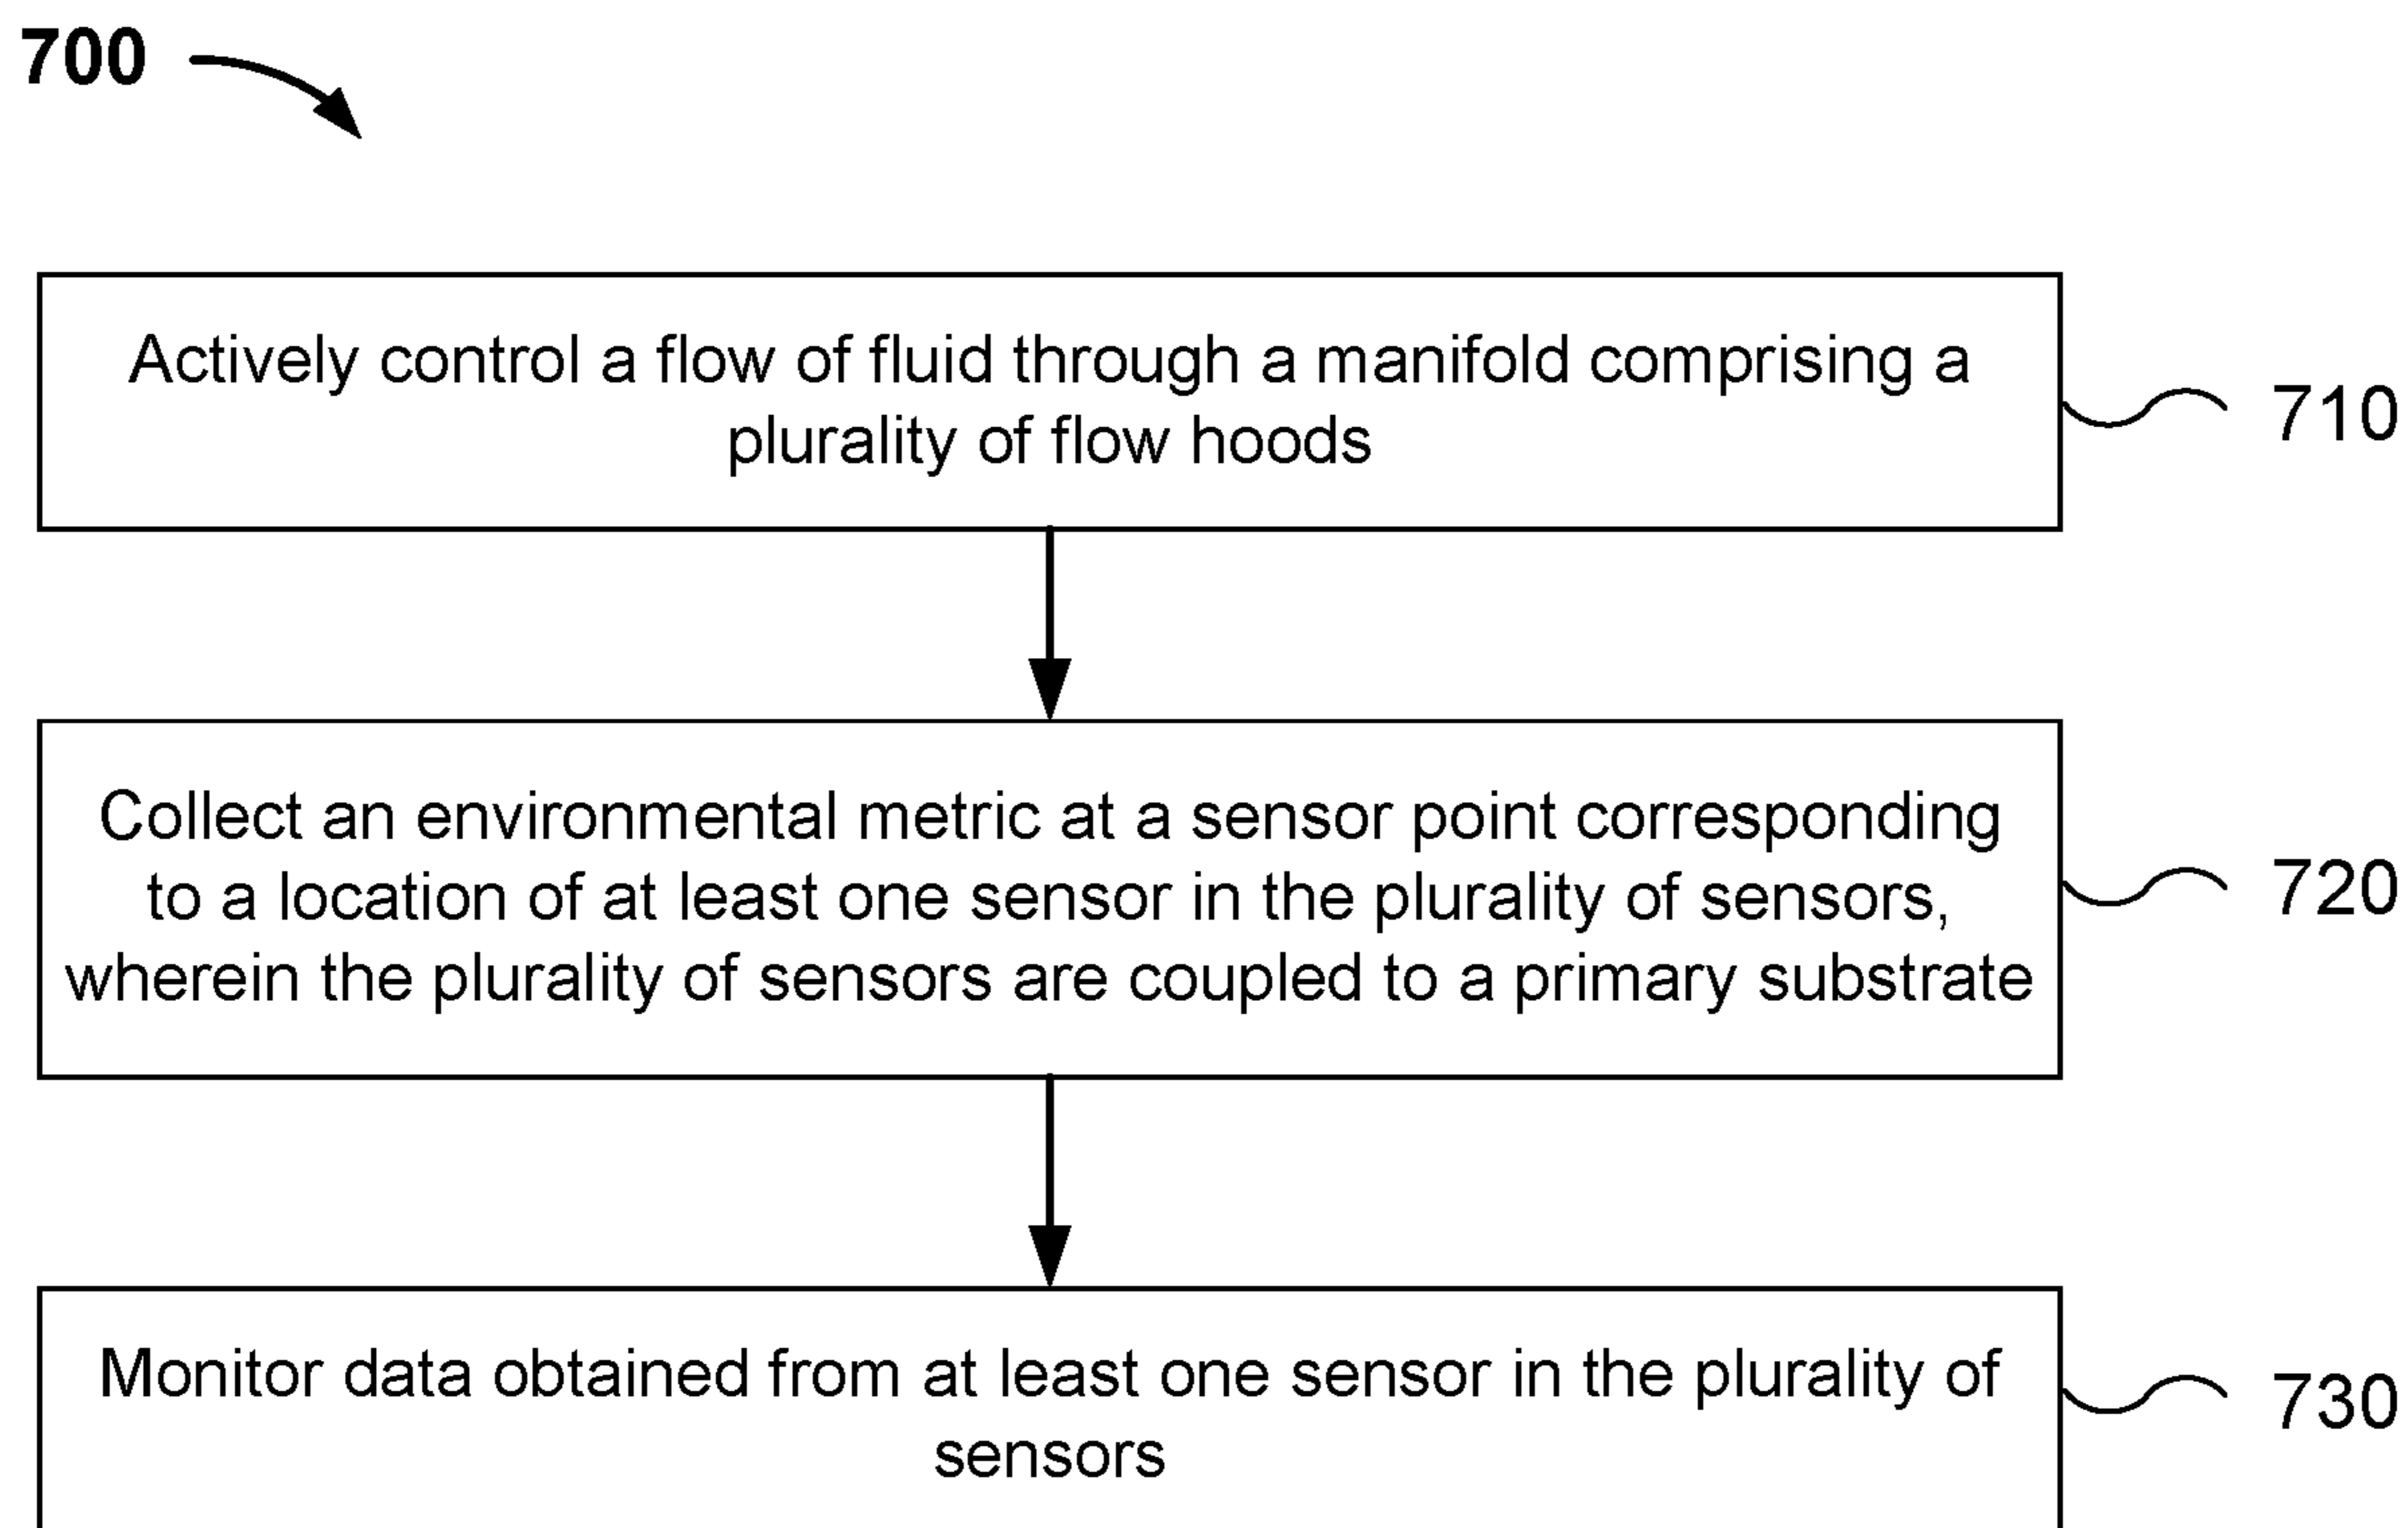 700
Actively control a flow of fluid through a manifold comprising a
plurality of flow hoods
710
Collect an environmental metric at a sensor point corresponding
to a location of at least one sensor in the plurality of sensors,
wherein the plurality of sensors are coupled to a primary substrate
720
Monitor data obtained from at least one sensor in the plurality of
sensors
730